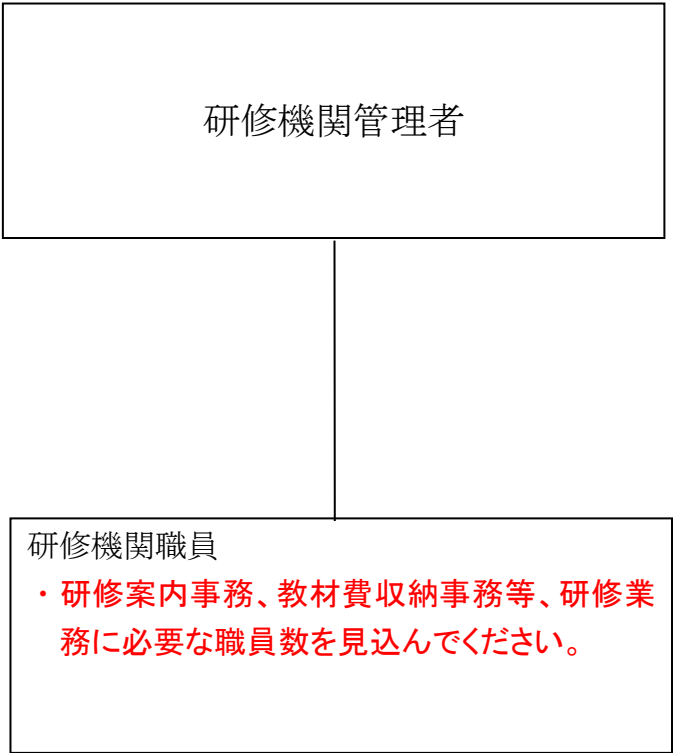 研修機関管理者
研修機関職員
・研修案内事務、教材費収納事務等、研修業
務に必要な職員数を見込んでください。